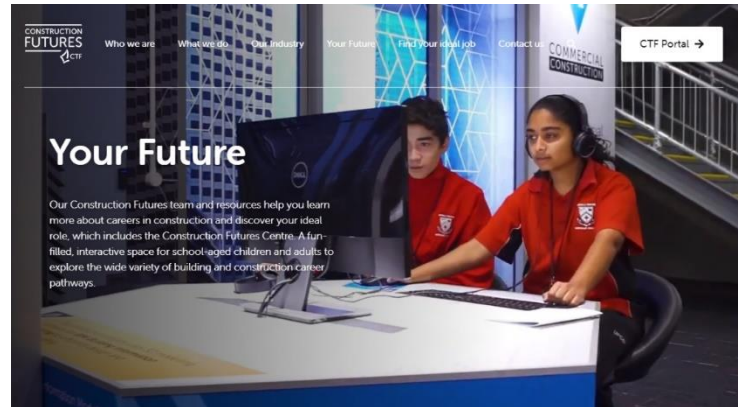 CONSTRUCTION
FUTURES
CTF
Who we are
What we do
Our Industry
Your Future
Find your ideal job
Contact us
CTF Portal →
COMMERCIAL
CONSTRUCTION
Your Future
DELL
Our Construction Futures team and resources help you learn
more about careers in construction and discover your ideal
role, which includes the Construction Futures Centre. A fun-
filled, interactive space for school-aged children and adults to
explore the wide variety of building and construction career
pathways.